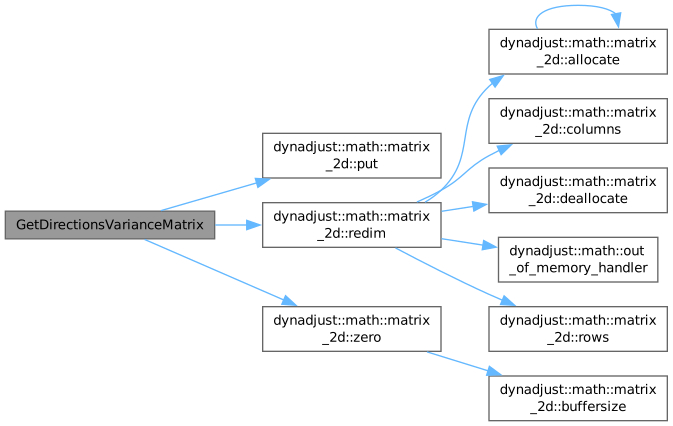 GetDirectionsVarianceMatrix
dynadjust::math::matrix
_2d::put
dynadjust::math::matrix
_2d::redim
dynadjust::math::matrix
_2d::zero
dynadjust::math::matrix
_2d::allocate
dynadjust::math::matrix
_2d::columns
dynadjust::math::matrix
_2d::deallocate
dynadjust::math::out
_of_memory_handler
dynadjust::math::matrix
_2d::rows
dynadjust::math::matrix
_2d::buffersize